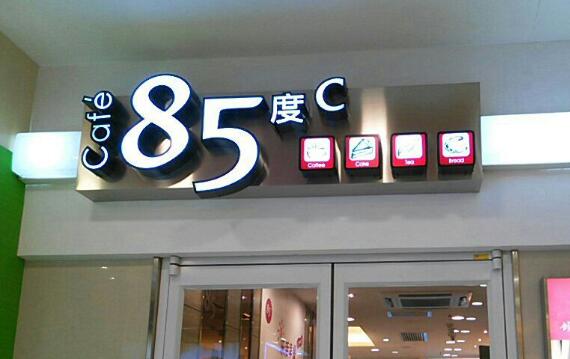 Café 85度C
Coffee Cake Tea Bread